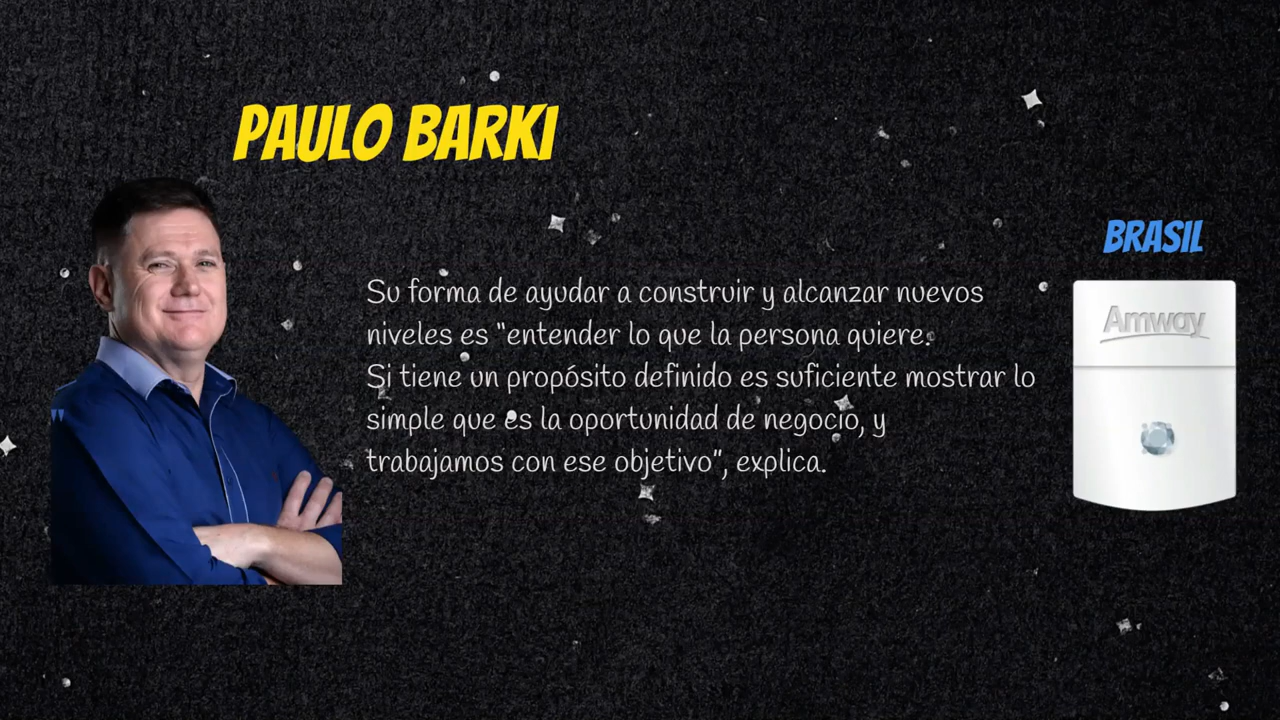 PAULO BARKI
BRASIL
Su forma de ayudar a construir y alcanzar nuevos
niveles es "entender lo que la persona quiere.
Si tiene un propósito definido es suficiente mostrar lo
simple que es la oportunidad de negocio, y
trabajamos con ese objetivo", explica.
Amway